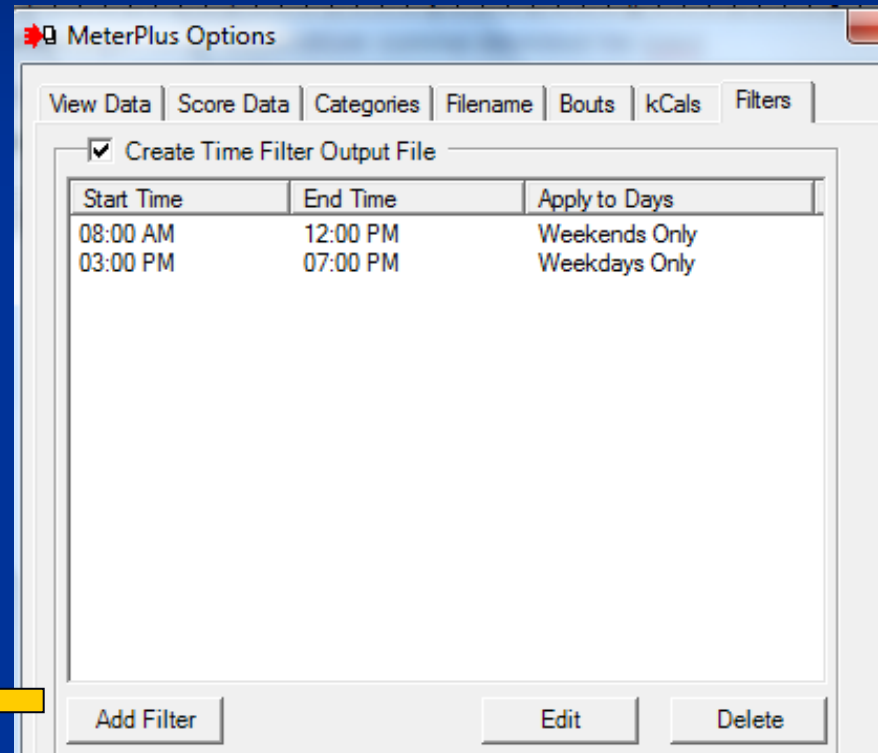 MeterPlus Options
View Data Score Data Categories Filename Bouts kCals Filters
Create Time Filter Output File
Start Time End Time Apply to Days
08:00 AM 12:00 PM Weekends Only
03:00 PM 07:00 PM Weekdays Only
Add Filter Edit Delete